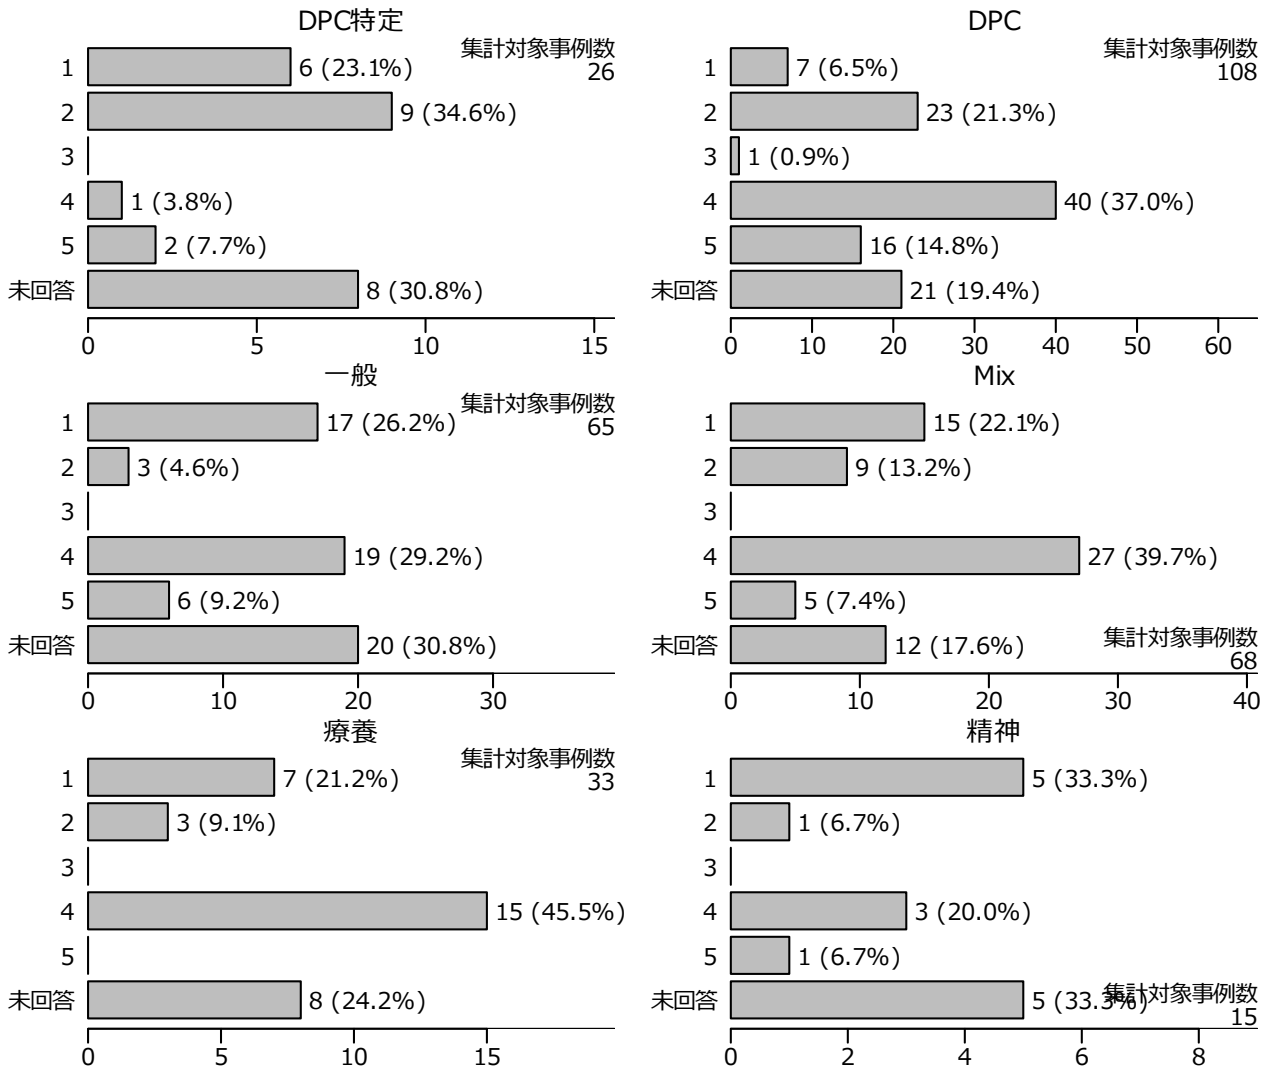 DPC特定
集計対象事例数
26
1
6 (23.1%)
2
9 (34.6%)
3
4
1 (3.8%)
5
2 (7.7%)
未回答
8 (30.8%)
0 5 10 15
DPC
集計対象事例数
108
1
7 (6.5%)
2
23 (21.3%)
3
1 (0.9%)
4
40 (37.0%)
5
16 (14.8%)
未回答
21 (19.4%)
0 10 20 30 40 50 60
一般
集計対象事例数
65
1
17 (26.2%)
2
3 (4.6%)
3
4
19 (29.2%)
5
6 (9.2%)
未回答
20 (30.8%)
0 10 20 30
Mix
1
15 (22.1%)
2
9 (13.2%)
3
4
27 (39.7%)
5
5 (7.4%)
未回答
12 (17.6%)
集計対象事例数
68
0 10 20 30 40
療養
集計対象事例数
33
1
7 (21.2%)
2
3 (9.1%)
3
4
15 (45.5%)
5
未回答
8 (24.2%)
0 5 10 15
精神
1
5 (33.3%)
2
1 (6.7%)
3
4
3 (20.0%)
5
1 (6.7%)
未回答
5 (33.3%)
集計対象事例数
15
0 2 4 6 8